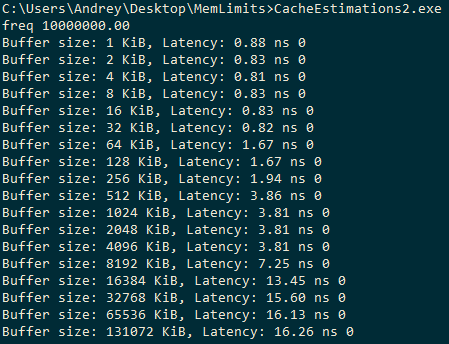 C:\Users\Andrey\Desktop\MemLimits>CacheEstimations2.exe
freq 10000000.00
Buffer size: 1 KiB, Latency: 0.88 ns 0
Buffer size: 2 KiB, Latency: 0.83 ns 0
Buffer size: 4 KiB, Latency: 0.81 ns 0
Buffer size: 8 KiB, Latency: 0.83 ns 0
Buffer size: 16 KiB, Latency: 0.83 ns 0
Buffer size: 32 KiB, Latency: 0.82 ns 0
Buffer size: 64 KiB, Latency: 1.67 ns 0
Buffer size: 128 KiB, Latency: 1.67 ns 0
Buffer size: 256 KiB, Latency: 1.94 ns 0
Buffer size: 512 KiB, Latency: 3.86 ns 0
Buffer size: 1024 KiB, Latency: 3.81 ns 0
Buffer size: 2048 KiB, Latency: 3.81 ns 0
Buffer size: 4096 KiB, Latency: 3.81 ns 0
Buffer size: 8192 KiB, Latency: 7.25 ns 0
Buffer size: 16384 KiB, Latency: 13.45 ns 0
Buffer size: 32768 KiB, Latency: 15.60 ns 0
Buffer size: 65536 KiB, Latency: 16.13 ns 0
Buffer size: 131072 KiB, Latency: 16.26 ns 0